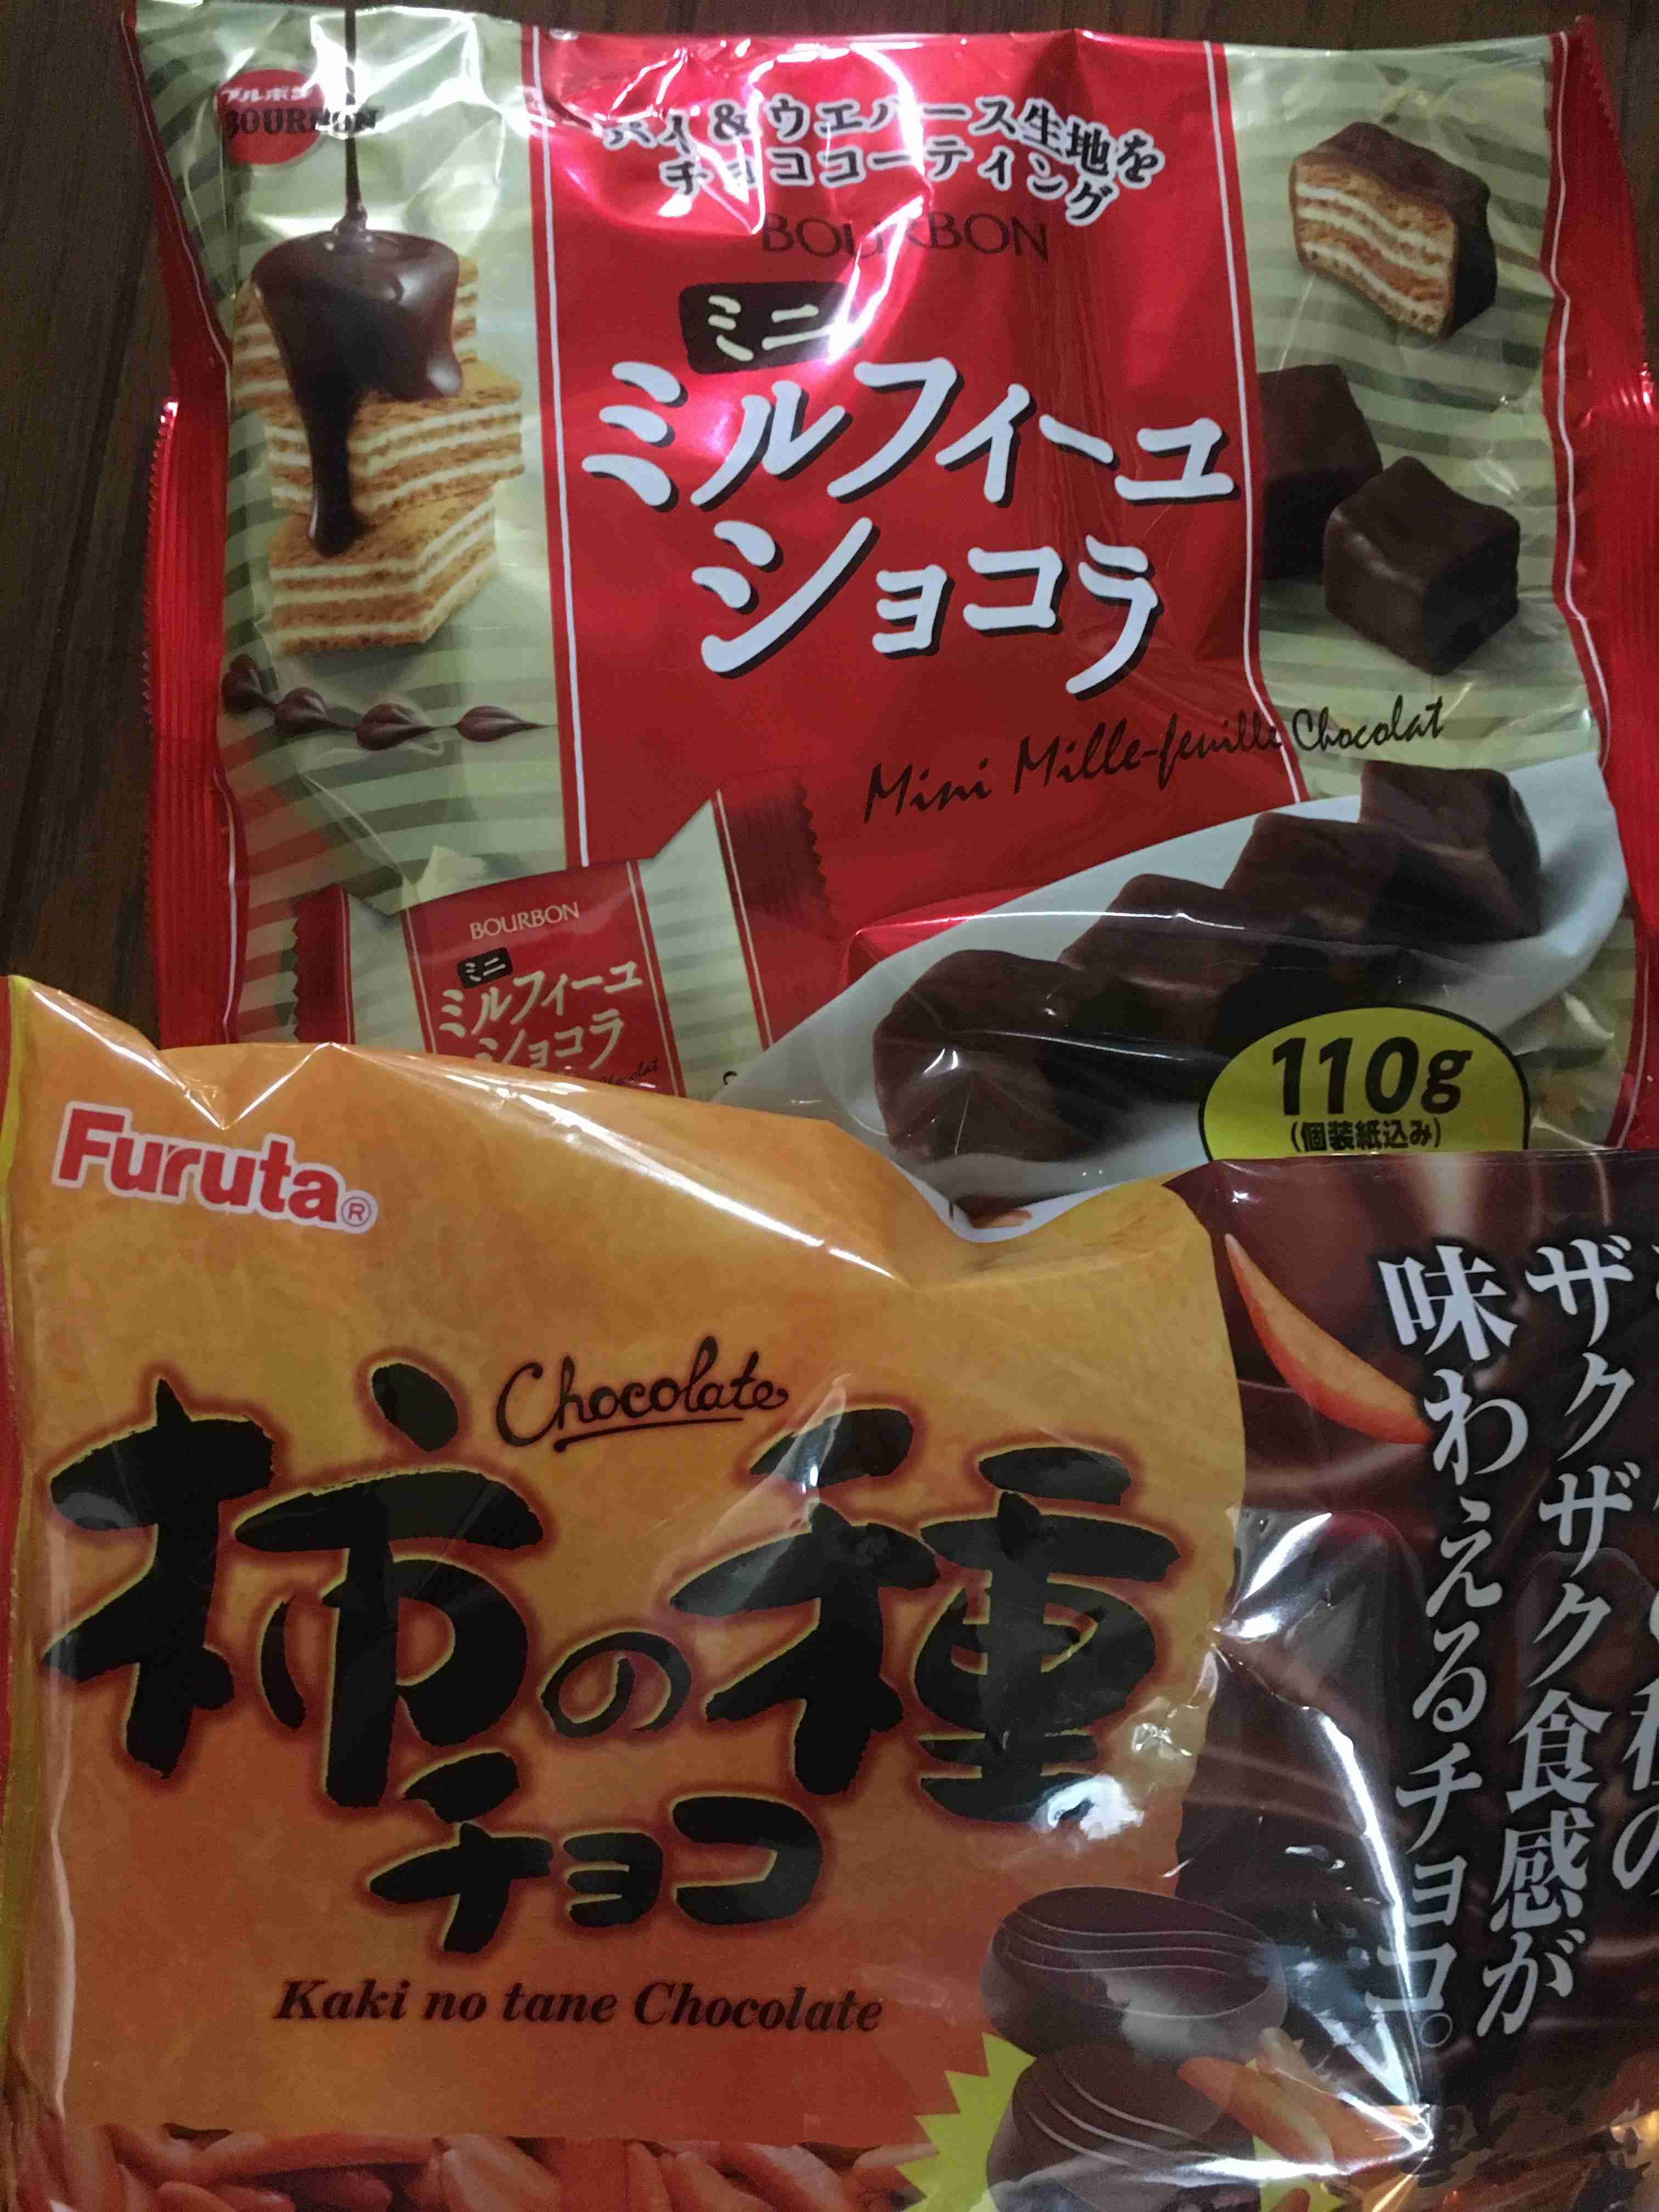 ブルボン
BOURBON
パイ&ウエハース生地を
チョココーティング
BOURBON
ミニ
ミルフィーユ
ショコラ
Mini Mille-feuille Chocolat
BOURBON
ミニ
ミルフィーユ
ショコラ
110g
(個装紙込み)
Furuta®
Chocolate
柿の種
チョコ
Kaki no tane Chocolate
ザクザク食感が
味わえるチョコ。